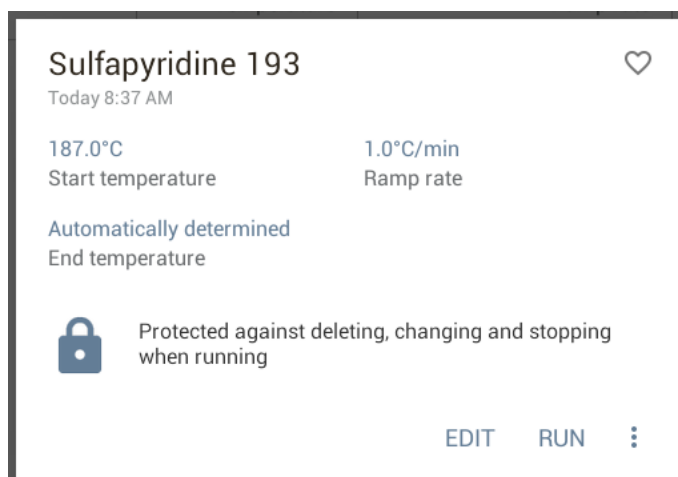 Sulfapyridine 193
Today 8:37 AM
187.0°C
1.0°C/min
Start temperature
Ramp rate
Automatically determined
End temperature
Protected against deleting, changing and stopping
when running
EDIT
RUN